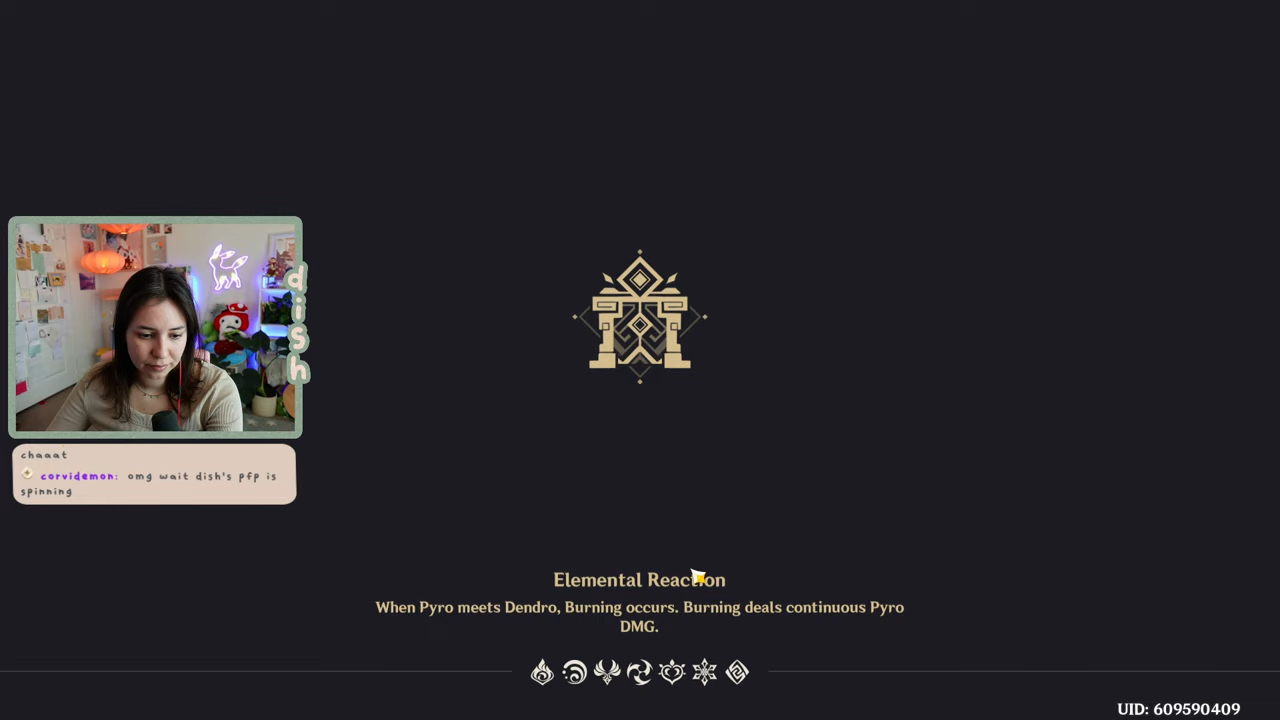 dish
chaaat
corvidemon: omg wait dish's pfp is
spinning
Elemental Reaction
When Pyro meets Dendro, Burning occurs. Burning deals continuous Pyro
DMG.
UID: 609590409